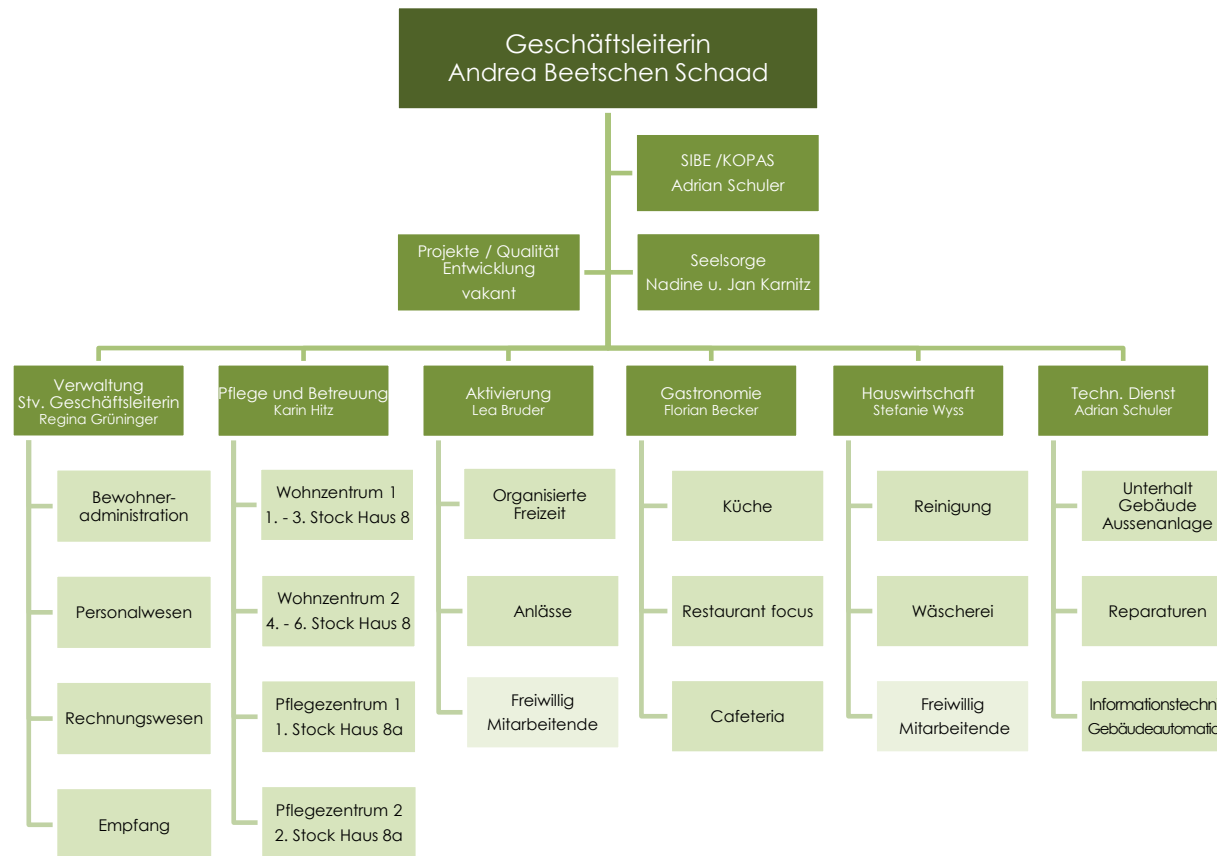 Geschäftsleiterin
Andrea Beetschen Schaad
SIBE /KOPAS
Adrian Schuler
Projekte / Qualität
Entwicklung
vakant
Seelsorge
Nadine u. Jan Karnitz
Verwaltung
Stv. Geschäftsleiterin
Regina Grüninger
Pflege und Betreuung
Karin Hitz
Aktivierung
Lea Bruder
Gastronomie
Florian Becker
Hauswirtschaft
Stefanie Wyss
Techn. Dienst
Adrian Schuler
Bewohner-
administration
Personalwesen
Rechnungswesen
Empfang
Wohnzentrum 1
1. - 3. Stock Haus 8
Wohnzentrum 2
4. - 6. Stock Haus 8
Pflegezentrum 1
1. Stock Haus 8a
Pflegezentrum 2
2. Stock Haus 8a
Organisierte
Freizeit
Anlässe
Freiwillig
Mitarbeitende
Küche
Restaurant focus
Cafeteria
Reinigung
Wäscherei
Freiwillig
Mitarbeitende
Unterhalt
Gebäude
Aussenanlage
Reparaturen
Informationstechn
Gebäudeautomatio